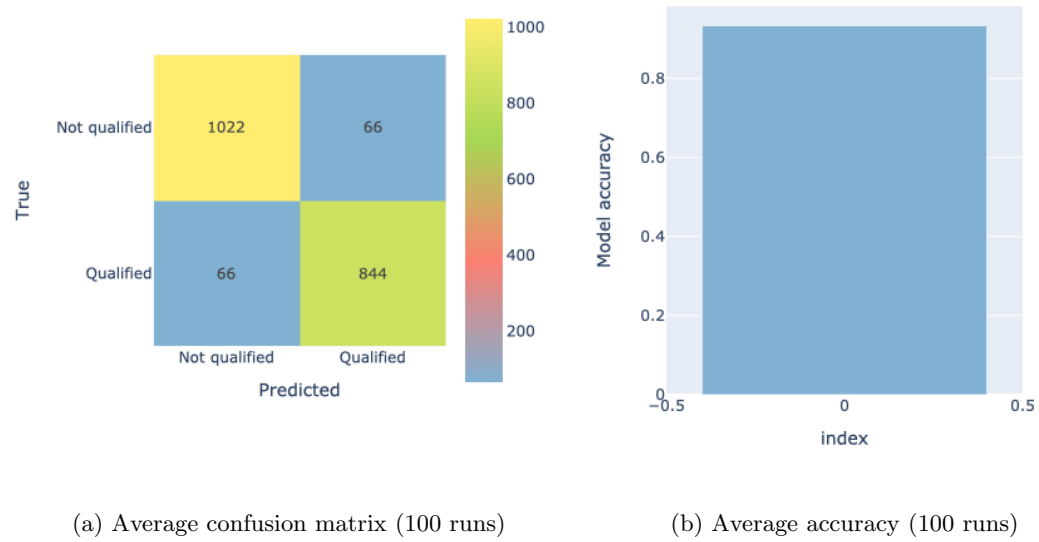 1000
800
600
400
200
Not qualified
Qualified
True
1022 66
66 844
Not qualified Qualified
Predicted
Model accuracy
0.8
0.6
0.4
0.2
0
−0.5 0 0.5
index
(a) Average confusion matrix (100 runs)
(b) Average accuracy (100 runs)